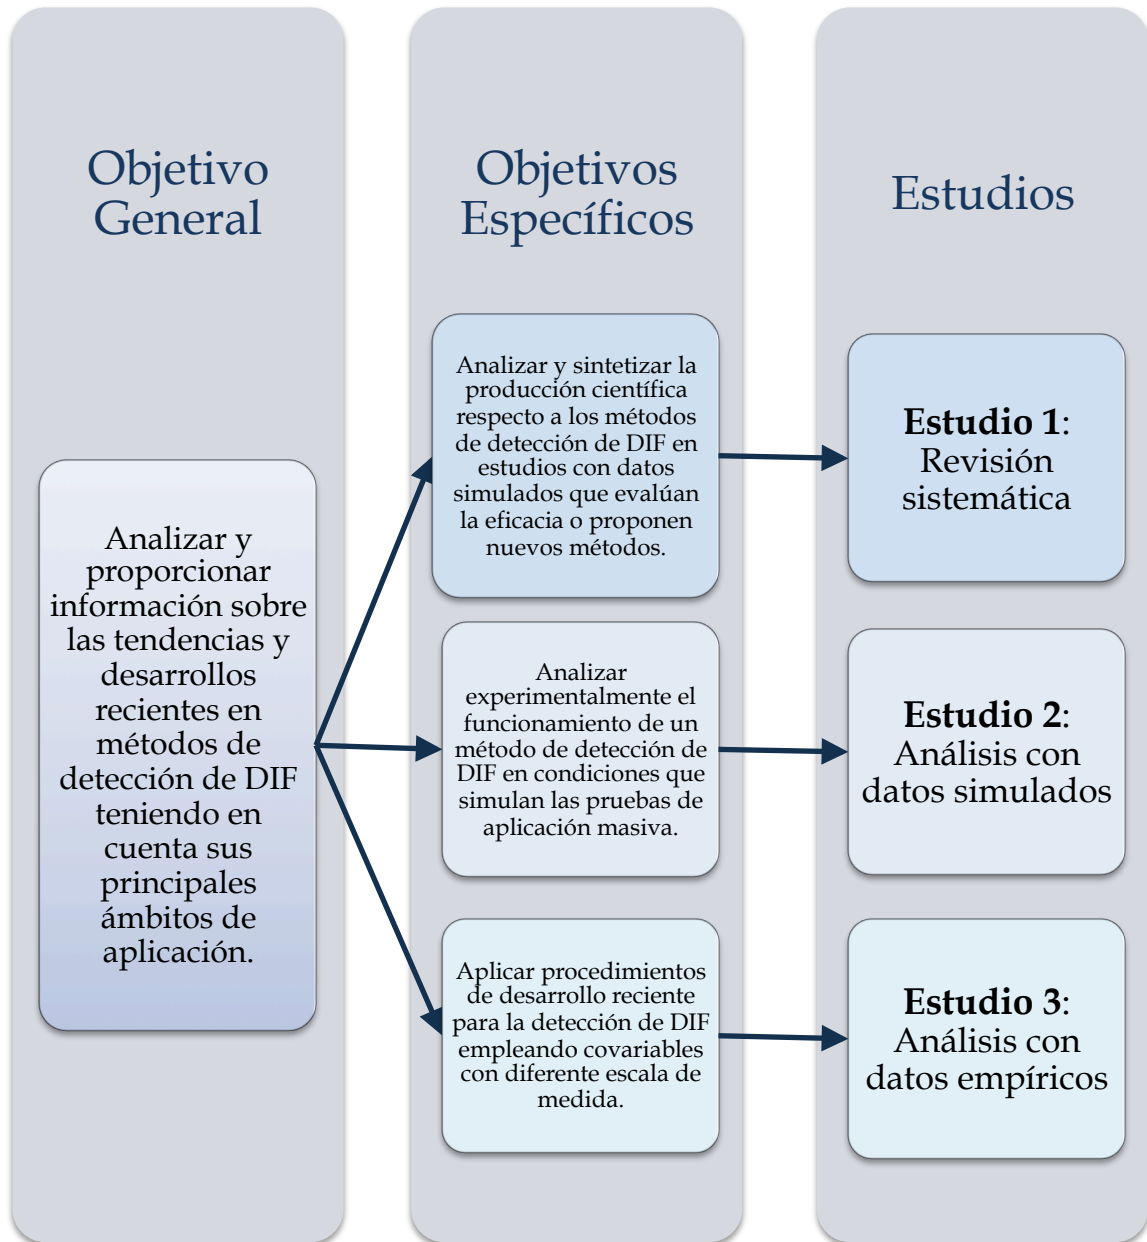 Objetivo
General
Analizar y
proporcionar
información sobre
las tendencias y
desarrollos
recientes en
métodos de
detección de DIF
teniendo en
cuenta sus
principales
ámbitos de
aplicación.
Objetivos
Específicos
Analizar y sintetizar la
producción científica
respecto a los métodos
de detección de DIF en
estudios con datos
simulados que evalúan
la eficacia o proponen
nuevos métodos.
Analizar
experimentalmente el
funcionamiento de un
método de detección de
DIF en condiciones que
simulan las pruebas de
aplicación masiva.
Aplicar procedimientos
de desarrollo reciente
para la detección de DIF
empleando covariables
con diferente escala de
medida.
Estudios
Estudio 1:
Revisión
sistemática
Estudio 2:
Análisis con
datos simulados
Estudio 3:
Análisis con
datos empíricos